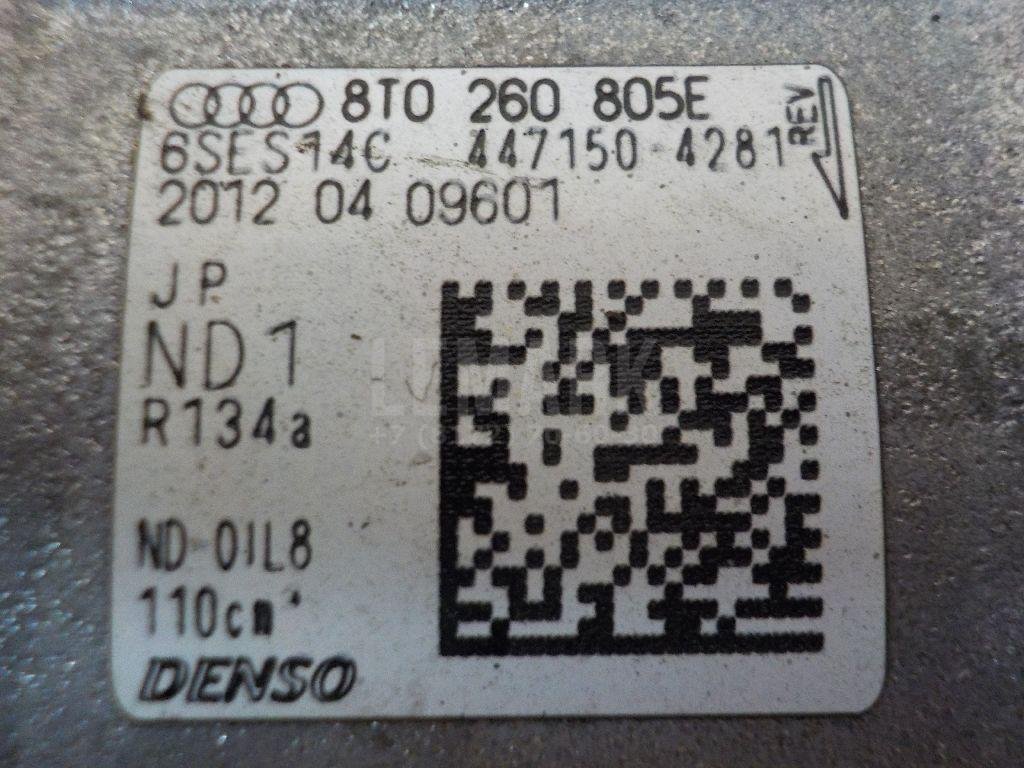 8T0 260 805E
REV
6SES14C 447150 4281
2012 04 09601
JP
ND1
R134a
ND-OIL8
110cm³
DENSO